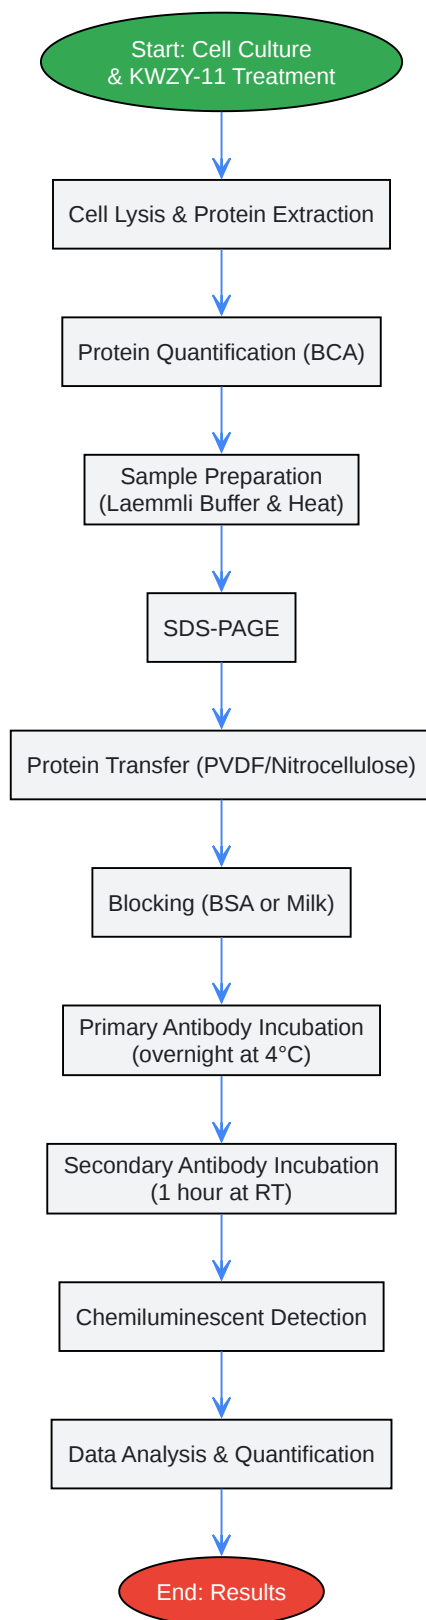 Start: Cell Culture
& KWZY-11 Treatment
Cell Lysis & Protein Extraction
Protein Quantification (BCA)
Sample Preparation
(Laemmli Buffer & Heat)
SDS-PAGE
Protein Transfer (PVDF/Nitrocellulose)
Blocking (BSA or Milk)
Primary Antibody Incubation
(overnight at 4°C)
Secondary Antibody Incubation
(1 hour at RT)
Chemiluminescent Detection
Data Analysis & Quantification
End: Results